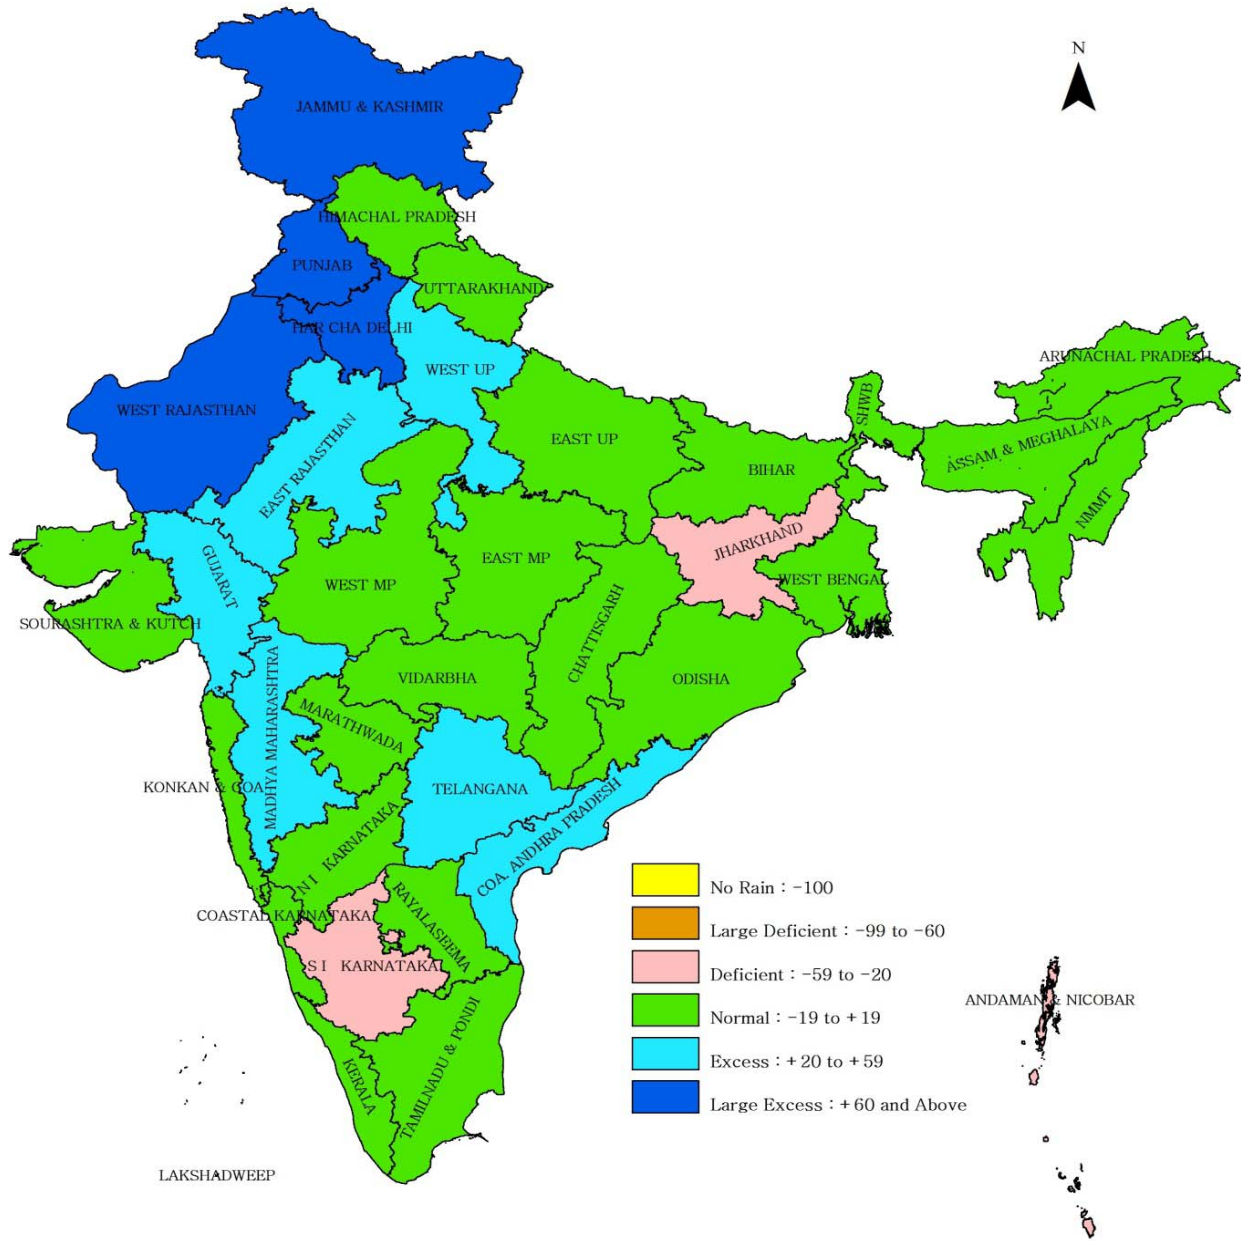 N
JAMMU & KASHMIR
HIMACHAL PRADESH
PUNJAB
UTTARAKHAND
HAR CHA DELHI
WEST UP
ARUNACHAL PRADESH
WEST RAJASTHAN
EAST RAJASTHAN
EAST UP
SHWB
ASSAM & MEGHALAYA
BIHAR
NMMT
JHARKHAND
GUJARAT
WEST MP
EAST MP
WEST BENGAL
SOURASHTRA & KUTCH
CHATTISGARH
MADHYA MAHARASHTRA
VIDARBHA
ODISHA
MARATHWADA
KONKAN & GOA
TELANGANA
COA. ANDHRA PRADESH
N I KARNATAKA
RAYALASEEMA
COASTAL KARNATAKA
S I KARNATAKA
TAMILNADU & PONDI
KERALA
LAKSHADWEEP
ANDAMAN & NICOBAR
No Rain : -100
Large Deficient : -99 to -60
Deficient : -59 to -20
Normal : -19 to +19
Excess : +20 to +59
Large Excess : +60 and Above